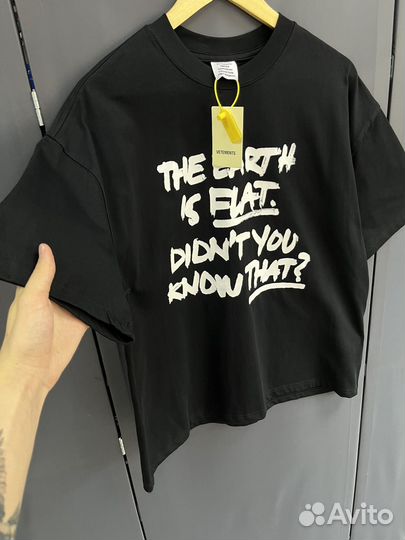 VETEMENTS
THE EARTH
IS FLAT.
DIDN'T YOU
KNOW THAT?
Avito